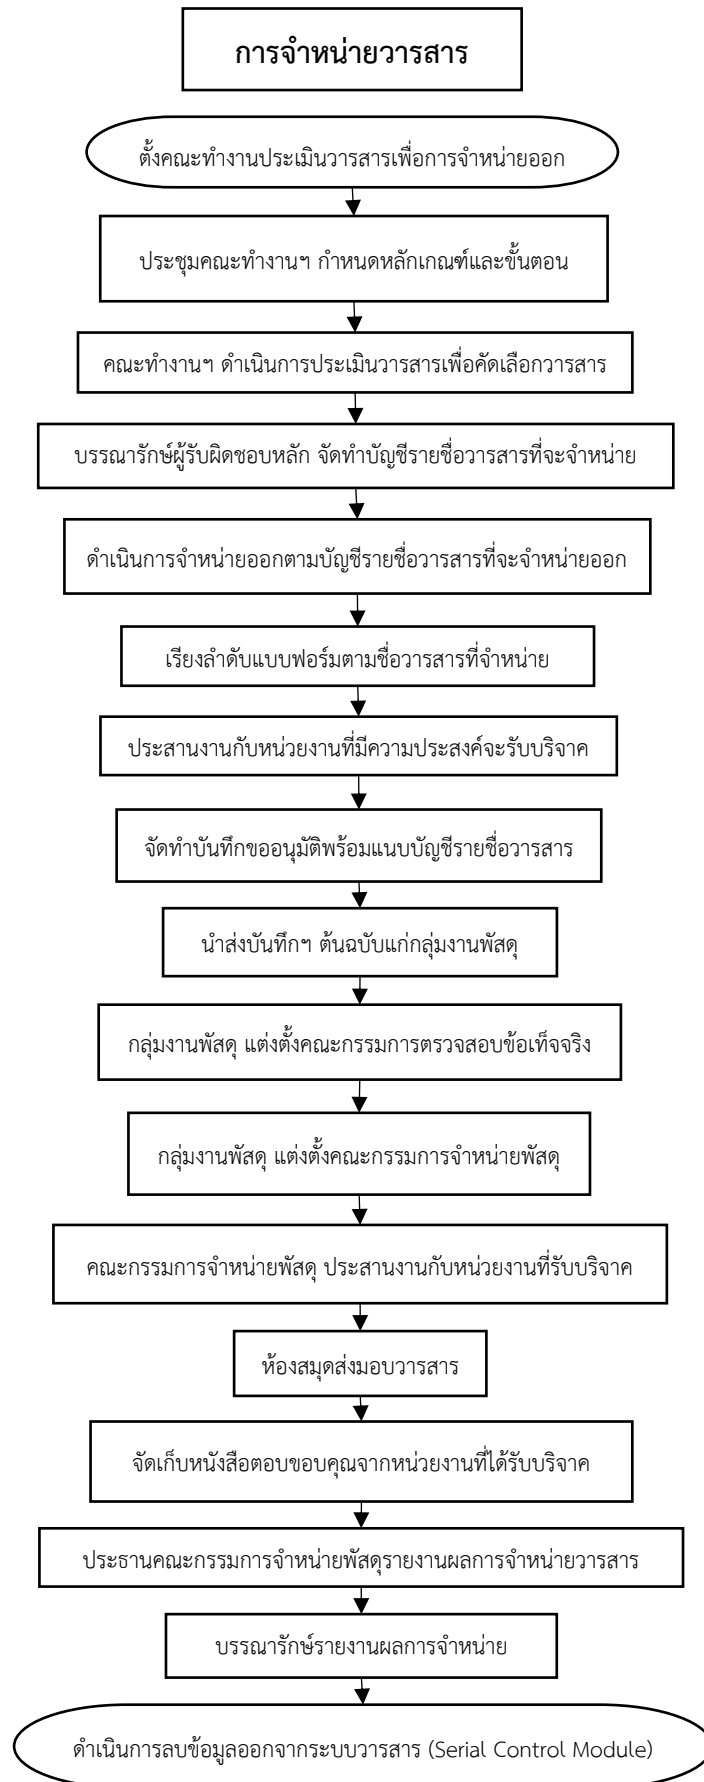 การจำหน่ายวารสาร
ตั้งคณะทำงานประเมินวารสารเพื่อการจำหน่ายออก
ประชุมคณะทำงานฯ กำหนดหลักเกณฑ์และขั้นตอน
คณะทำงานฯ ดำเนินการประเมินวารสารเพื่อคัดเลือกวารสาร
บรรณารักษ์ผู้รับผิดชอบหลัก จัดทำบัญชีรายชื่อวารสารที่จะจำหน่าย
ดำเนินการจำหน่ายออกตามบัญชีรายชื่อวารสารที่จะจำหน่ายออก
เรียงลำดับแบบฟอร์มตามชื่อวารสารที่จำหน่าย
ประสานงานกับหน่วยงานที่มีความประสงค์จะรับบริจาค
จัดทำบันทึกขออนุมัติพร้อมแนบบัญชีรายชื่อวารสาร
นำส่งบันทึกฯ ต้นฉบับแก่กลุ่มงานพัสดุ
กลุ่มงานพัสดุ แต่งตั้งคณะกรรมการตรวจสอบข้อเท็จจริง
กลุ่มงานพัสดุ แต่งตั้งคณะกรรมการจำหน่ายพัสดุ
คณะกรรมการจำหน่ายพัสดุ ประสานงานกับหน่วยงานที่รับบริจาค
ห้องสมุดส่งมอบวารสาร
จัดเก็บหนังสือตอบขอบคุณจากหน่วยงานที่ได้รับบริจาค
ประธานคณะกรรมการจำหน่ายพัสดุรายงานผลการจำหน่ายวารสาร
บรรณารักษ์รายงานผลการจำหน่าย
ดำเนินการลบข้อมูลออกจากระบบวารสาร (Serial Control Module)